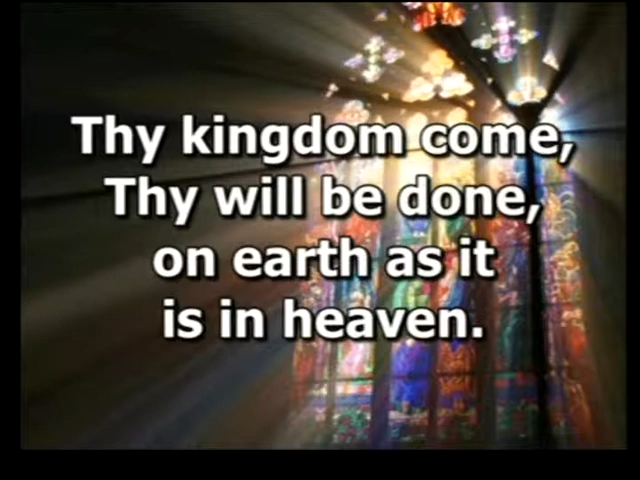 Thy kingdom come,
Thy will be done,
on earth as it
is in heaven.